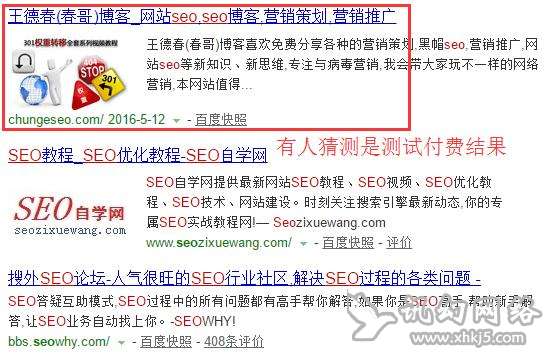 王德春(春哥)博客_网站seo,seo博客,营销策划,营销推广
301权重转移全套系列视频教程
404
STOP
301
权重
王德春(春哥)博客喜欢免费分享各种的营销策划,黑帽seo,营销推广,网
站seo等新知识、新思维,专注与病毒营销,我会带大家玩不一样的网络
营销,本网站值得...
chungeseo.com/ 2016-5-12 - 百度快照
SEO教程_SEO优化教程-SEO自学网
有人猜测是测试付费结果
SEO自学网
seozixuewang.com
SEO自学网提供最新网站SEO教程、SEO视频、SEO优化教
程、SEO技术、网站建设。时刻关注搜索引擎最新动态,你的专
属SEO实战教程网!— Seozixuewang.com
www.seozixuewang.com/ - 百度快照 - 评价
搜外SEO论坛-人气很旺的SEO行业社区,解决SEO过程的各类问题 -
SEO答疑互助模式,SEO过程中的所有问题都有高手帮你解答,如果你是SEO高手,帮助新手解
答,让SEO业务自动找上你。-SEOWHY!
bbs.seowhy.com/ - 百度快照 - 408条评价
www.xhkj5.com